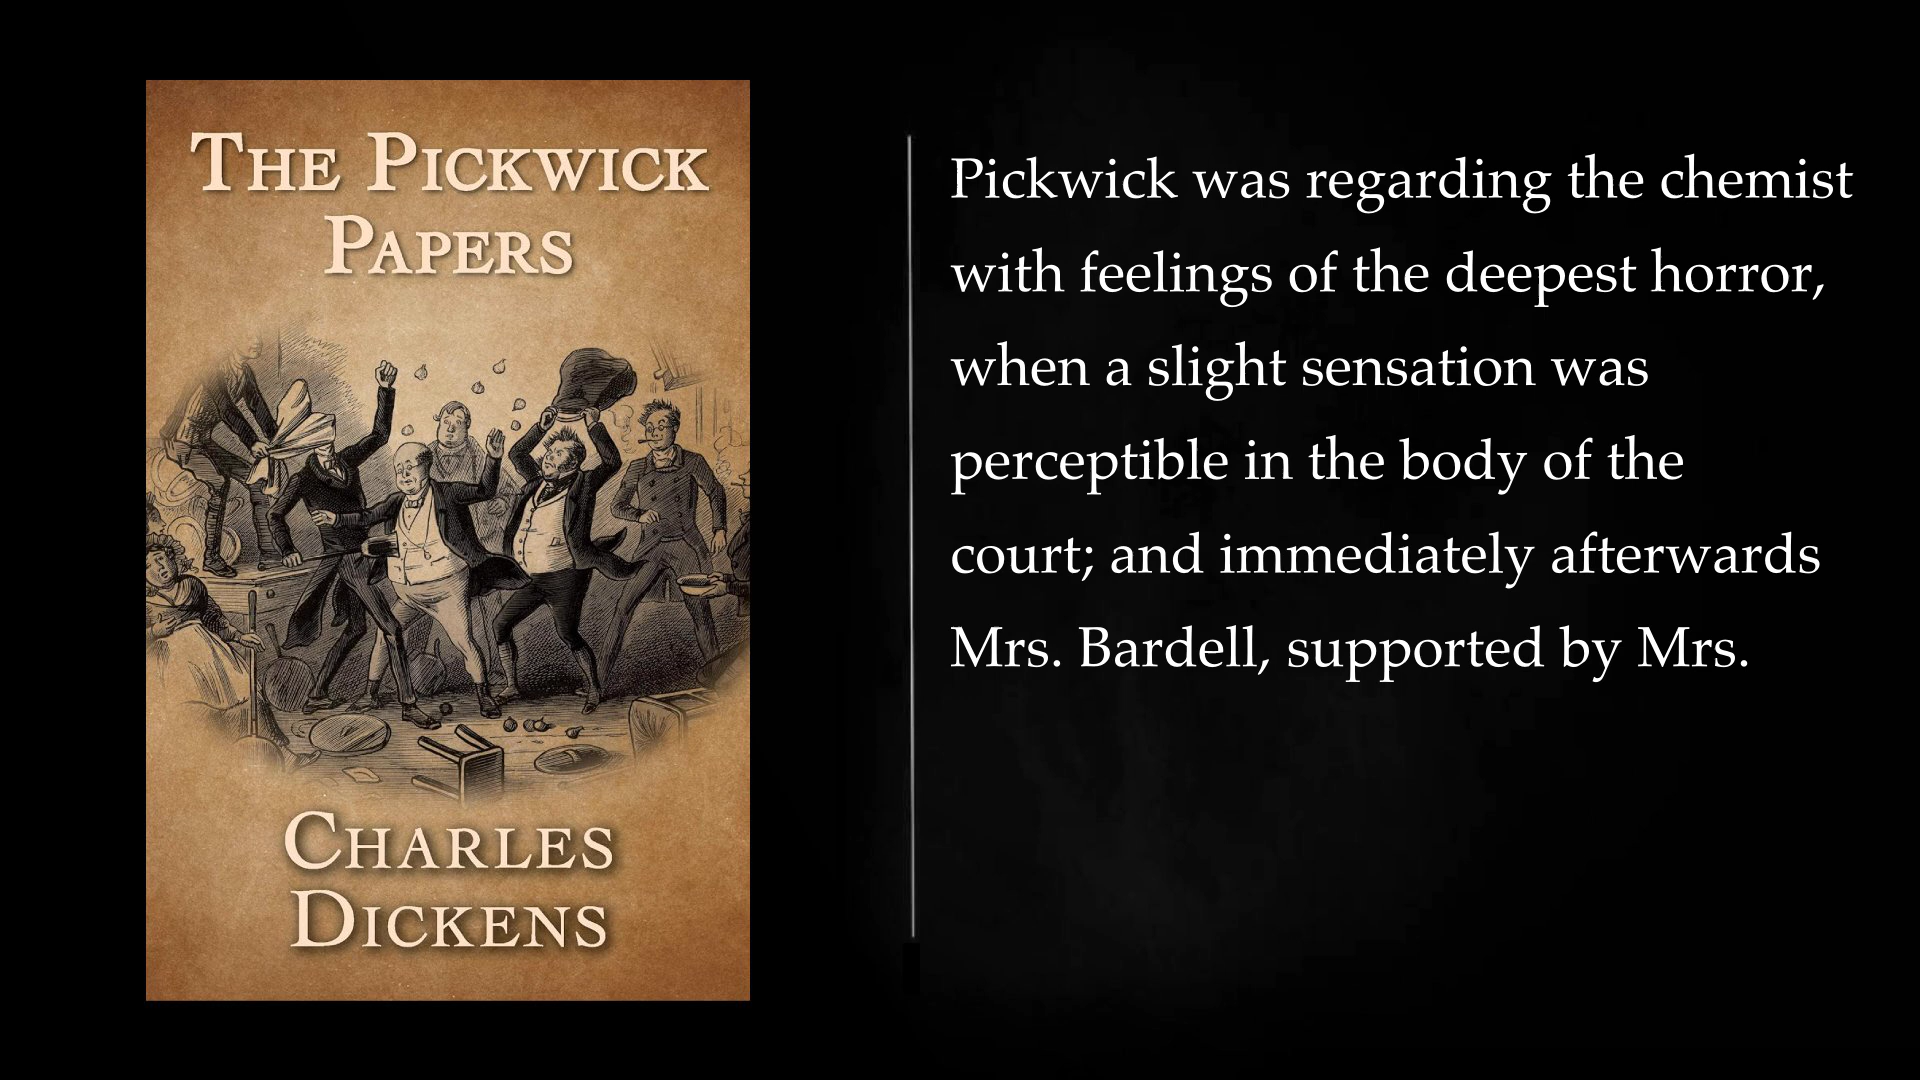 The Pickwick
Papers
Charles
Dickens
Pickwick was regarding the chemist
with feelings of the deepest horror,
when a slight sensation was
perceptible in the body of the
court; and immediately afterwards
Mrs. Bardell, supported by Mrs.